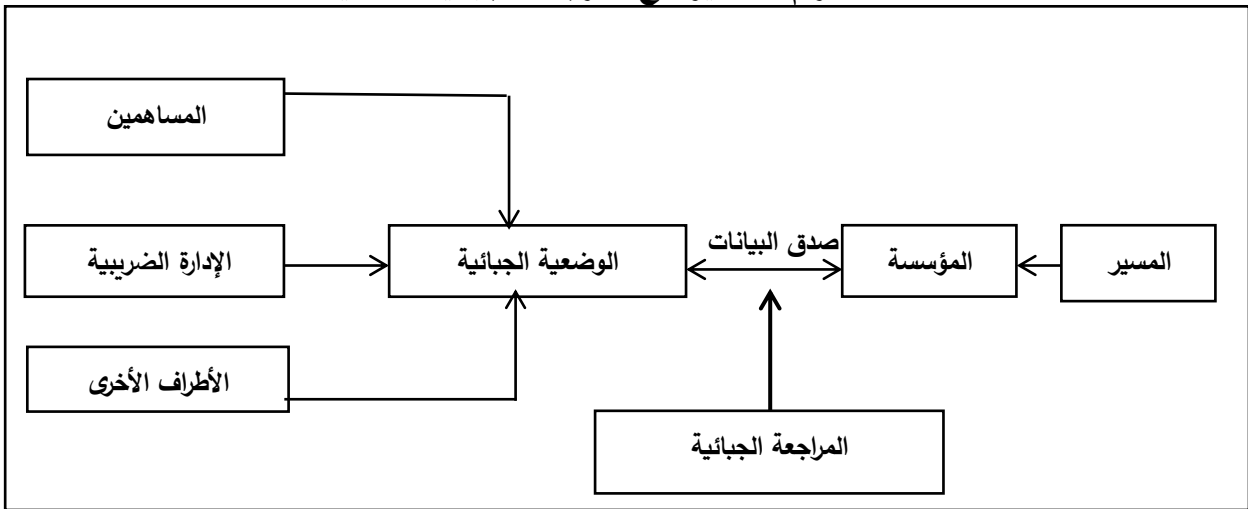 المساهمين
صدق البيانات
المسير
المؤسسة
الوضعية الجبائية
الإدارة الضريبية
الأطراف الأخرى
المراجعة الجبائية